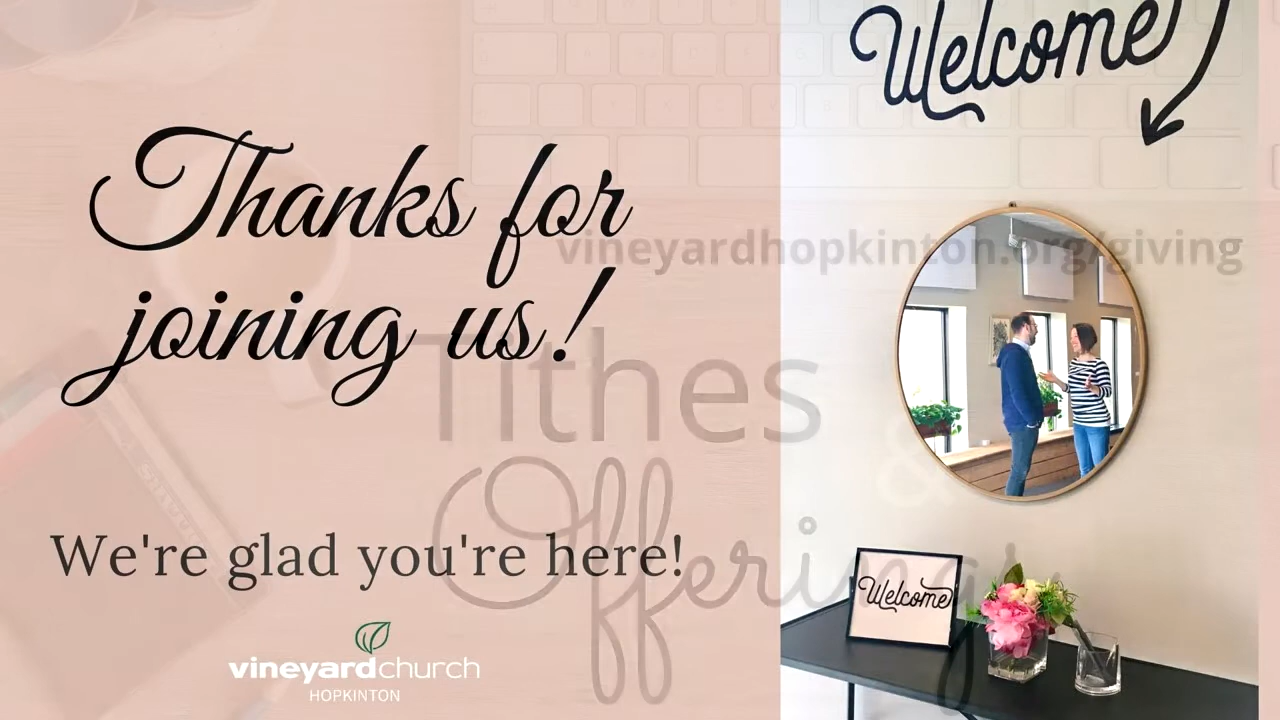 Welcome
Thanks for
joining us!
vineyardhopkinton.org/giving
Tithes
&
Offerings
We're glad you're here!
Welcome
vineyardchurch
HOPKINTON